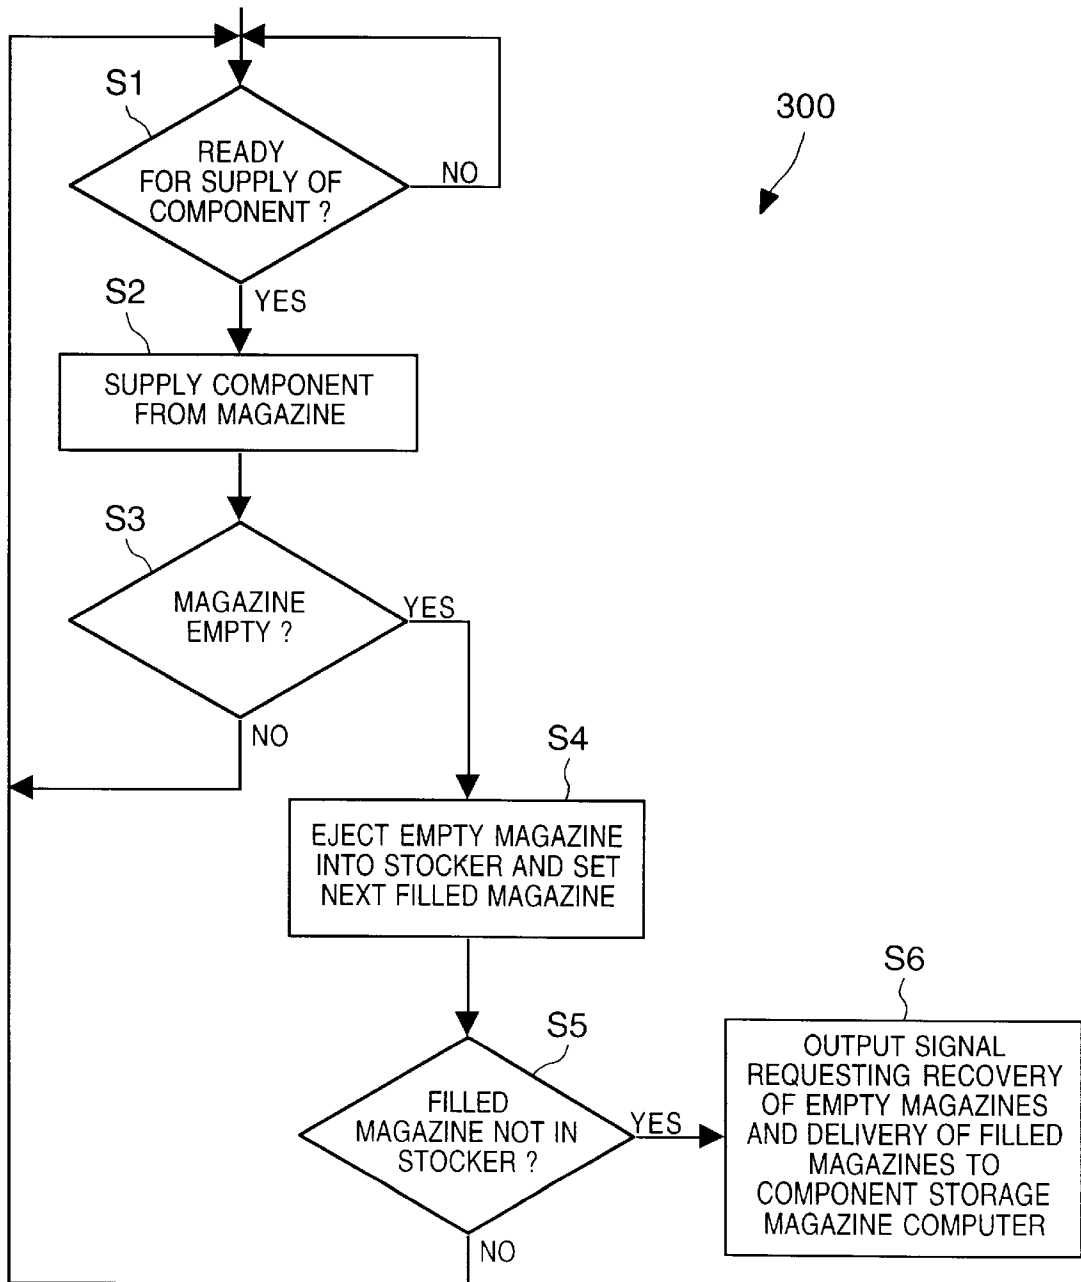 S1
300
READY
FOR SUPPLY OF
COMPONENT ?
NO
S2
YES
SUPPLY COMPONENT
FROM MAGAZINE
S3
MAGAZINE
EMPTY ?
YES
NO
S4
EJECT EMPTY MAGAZINE
INTO STOCKER AND SET
NEXT FILLED MAGAZINE
S5
FILLED
MAGAZINE NOT IN
STOCKER ?
YES
NO
S6
OUTPUT SIGNAL
REQUESTING RECOVERY
OF EMPTY MAGAZINES
AND DELIVERY OF FILLED
MAGAZINES TO
COMPONENT STORAGE
MAGAZINE COMPUTER